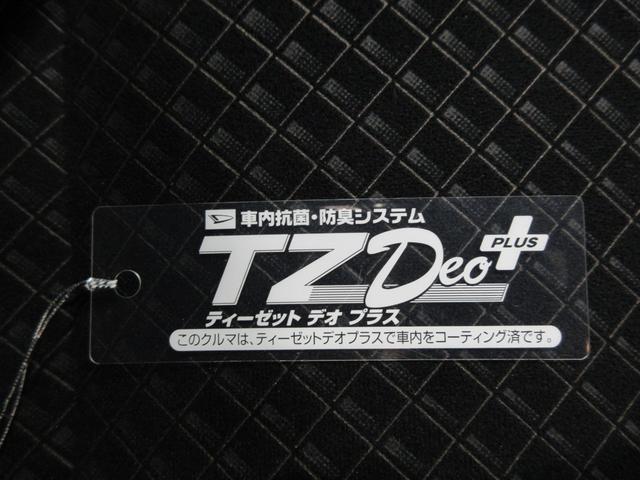 車内抗菌・防臭システム
TZ Deo PLUS
ティーゼット デオ プラス
このクルマは、ティーゼットデオプラスで車内をコーティング済です。